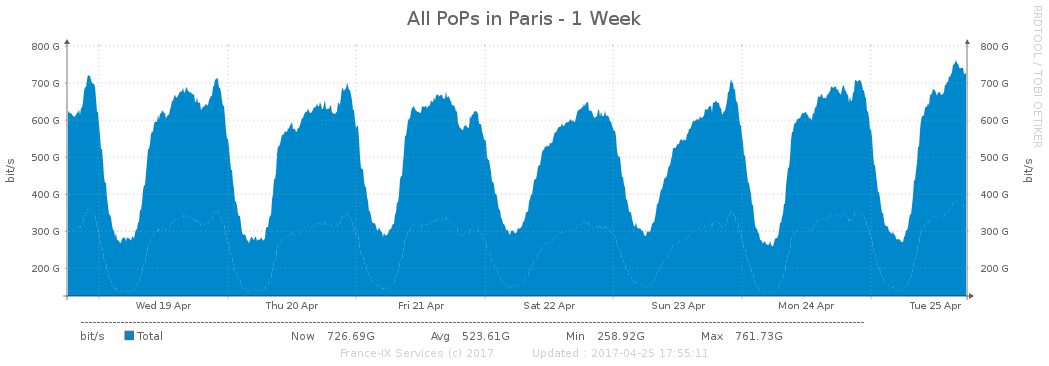 All PoPs in Paris - 1 Week
RRDTOOL / TOBI OETIKER
800 G 800 G
700 G 700 G
600 G 600 G
500 G 500 G
400 G 400 G
300 G 300 G
200 G 200 G
bit/s
bit/s
Wed 19 Apr Thu 20 Apr Fri 21 Apr Sat 22 Apr Sun 23 Apr Mon 24 Apr Tue 25 Apr
bit/s Total Now 726.69G Avg 523.61G Min 258.92G Max 761.73G
France-IX Services (c) 2017 Updated : 2017-04-25 17:55:11